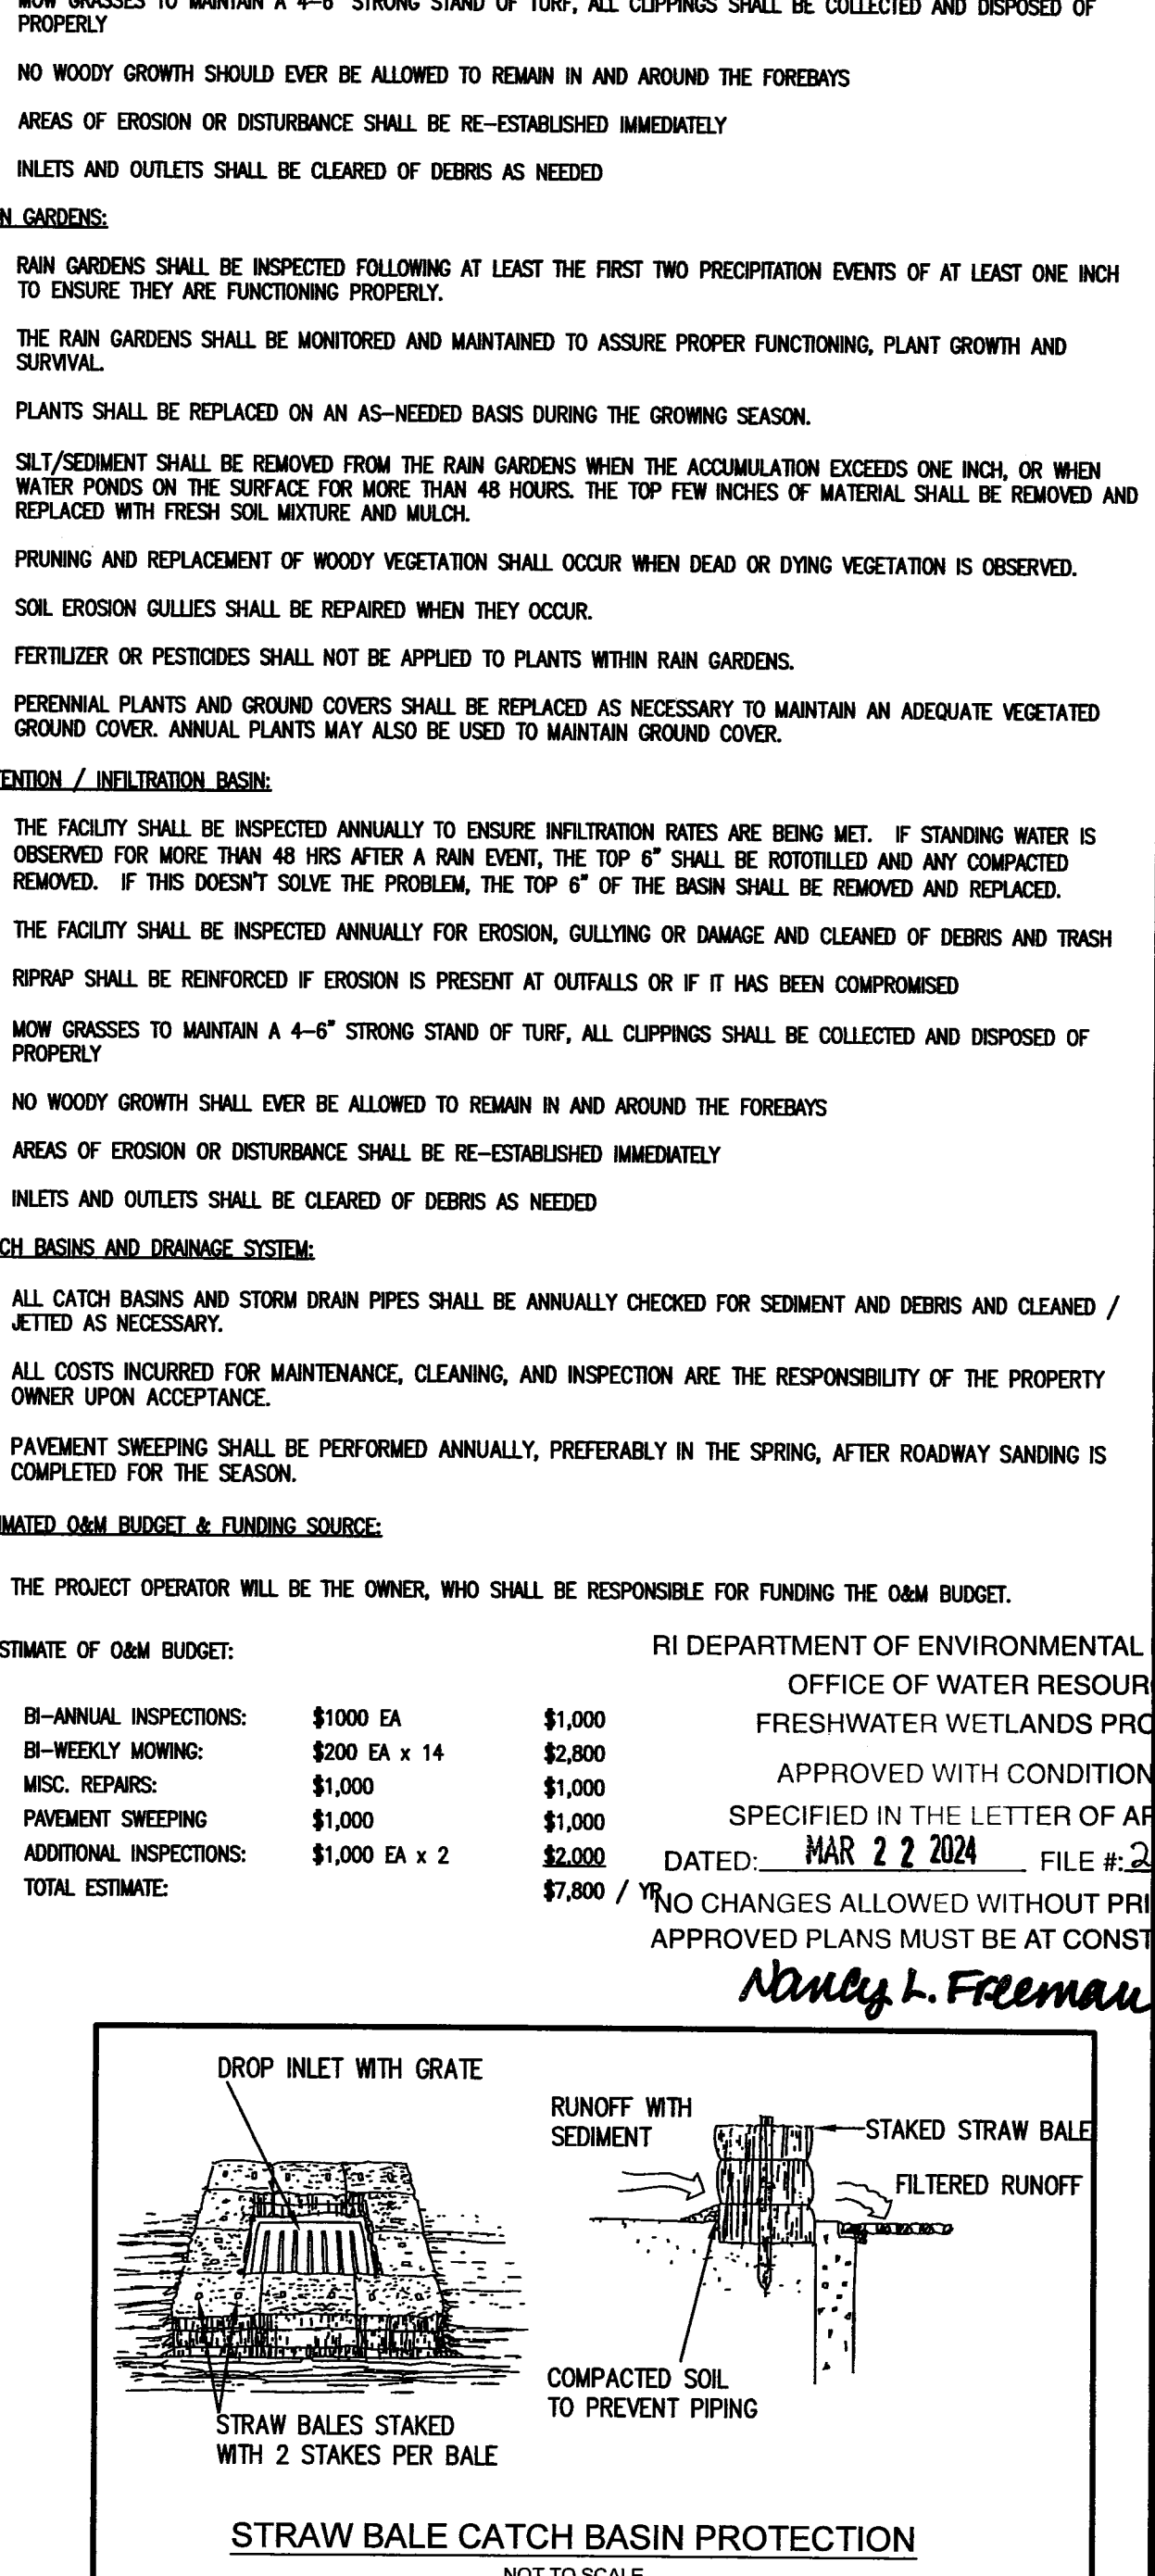 MOW GRASSES TO MAINTAIN A 4–6" STRONG STAND OF TURF, ALL CLIPPINGS SHALL BE COLLECTED AND DISPOSED OF
PROPERLY
NO WOODY GROWTH SHOULD EVER BE ALLOWED TO REMAIN IN AND AROUND THE FOREBAYS
AREAS OF EROSION OR DISTURBANCE SHALL BE RE–ESTABLISHED IMMEDIATELY
INLETS AND OUTLETS SHALL BE CLEARED OF DEBRIS AS NEEDED
N GARDENS:
RAIN GARDENS SHALL BE INSPECTED FOLLOWING AT LEAST THE FIRST TWO PRECIPITATION EVENTS OF AT LEAST ONE INCH
TO ENSURE THEY ARE FUNCTIONING PROPERLY.
THE RAIN GARDENS SHALL BE MONITORED AND MAINTAINED TO ASSURE PROPER FUNCTIONING, PLANT GROWTH AND
SURVIVAL.
PLANTS SHALL BE REPLACED ON AN AS–NEEDED BASIS DURING THE GROWING SEASON.
SILT/SEDIMENT SHALL BE REMOVED FROM THE RAIN GARDENS WHEN THE ACCUMULATION EXCEEDS ONE INCH, OR WHEN
WATER PONDS ON THE SURFACE FOR MORE THAN 48 HOURS. THE TOP FEW INCHES OF MATERIAL SHALL BE REMOVED AND
REPLACED WITH FRESH SOIL MIXTURE AND MULCH.
PRUNING AND REPLACEMENT OF WOODY VEGETATION SHALL OCCUR WHEN DEAD OR DYING VEGETATION IS OBSERVED.
SOIL EROSION GULLIES SHALL BE REPAIRED WHEN THEY OCCUR.
FERTILIZER OR PESTICIDES SHALL NOT BE APPLIED TO PLANTS WITHIN RAIN GARDENS.
PERENNIAL PLANTS AND GROUND COVERS SHALL BE REPLACED AS NECESSARY TO MAINTAIN AN ADEQUATE VEGETATED
GROUND COVER. ANNUAL PLANTS MAY ALSO BE USED TO MAINTAIN GROUND COVER.
ENTION / INFILTRATION BASIN:
THE FACILITY SHALL BE INSPECTED ANNUALLY TO ENSURE INFILTRATION RATES ARE BEING MET. IF STANDING WATER IS
OBSERVED FOR MORE THAN 48 HRS AFTER A RAIN EVENT, THE TOP 6" SHALL BE ROTOTILLED AND ANY COMPACTED
REMOVED. IF THIS DOESN'T SOLVE THE PROBLEM, THE TOP 6" OF THE BASIN SHALL BE REMOVED AND REPLACED.
THE FACILITY SHALL BE INSPECTED ANNUALLY FOR EROSION, GULLYING OR DAMAGE AND CLEANED OF DEBRIS AND TRASH
RIPRAP SHALL BE REINFORCED IF EROSION IS PRESENT AT OUTFALLS OR IF IT HAS BEEN COMPROMISED
MOW GRASSES TO MAINTAIN A 4–6" STRONG STAND OF TURF, ALL CLIPPINGS SHALL BE COLLECTED AND DISPOSED OF
PROPERLY
NO WOODY GROWTH SHALL EVER BE ALLOWED TO REMAIN IN AND AROUND THE FOREBAYS
AREAS OF EROSION OR DISTURBANCE SHALL BE RE–ESTABLISHED IMMEDIATELY
INLETS AND OUTLETS SHALL BE CLEARED OF DEBRIS AS NEEDED
CH BASINS AND DRAINAGE SYSTEM:
ALL CATCH BASINS AND STORM DRAIN PIPES SHALL BE ANNUALLY CHECKED FOR SEDIMENT AND DEBRIS AND CLEANED /
JETTED AS NECESSARY.
ALL COSTS INCURRED FOR MAINTENANCE, CLEANING, AND INSPECTION ARE THE RESPONSIBILITY OF THE PROPERTY
OWNER UPON ACCEPTANCE.
PAVEMENT SWEEPING SHALL BE PERFORMED ANNUALLY, PREFERABLY IN THE SPRING, AFTER ROADWAY SANDING IS
COMPLETED FOR THE SEASON.
IMATED O&M BUDGET & FUNDING SOURCE:
THE PROJECT OPERATOR WILL BE THE OWNER, WHO SHALL BE RESPONSIBLE FOR FUNDING THE O&M BUDGET.
STIMATE OF O&M BUDGET:
BI–ANNUAL INSPECTIONS: $1000 EA $1,000
BI–WEEKLY MOWING: $200 EA x 14 $2,800
MISC. REPAIRS: $1,000 $1,000
PAVEMENT SWEEPING $1,000 $1,000
ADDITIONAL INSPECTIONS: $1,000 EA x 2 $2,000
TOTAL ESTIMATE: $7,800 / YR
RI DEPARTMENT OF ENVIRONMENTAL
OFFICE OF WATER RESOUR
FRESHWATER WETLANDS PRO
APPROVED WITH CONDITION
SPECIFIED IN THE LETTER OF AP
DATED: MAR 22 2024 FILE #: 2
NO CHANGES ALLOWED WITHOUT PRI
APPROVED PLANS MUST BE AT CONST
Nancy L. Freeman
DROP INLET WITH GRATE
RUNOFF WITH
SEDIMENT
STAKED STRAW BALE
FILTERED RUNOFF
COMPACTED SOIL
TO PREVENT PIPING
STRAW BALES STAKED
WITH 2 STAKES PER BALE
STRAW BALE CATCH BASIN PROTECTION
NOT TO SCALE